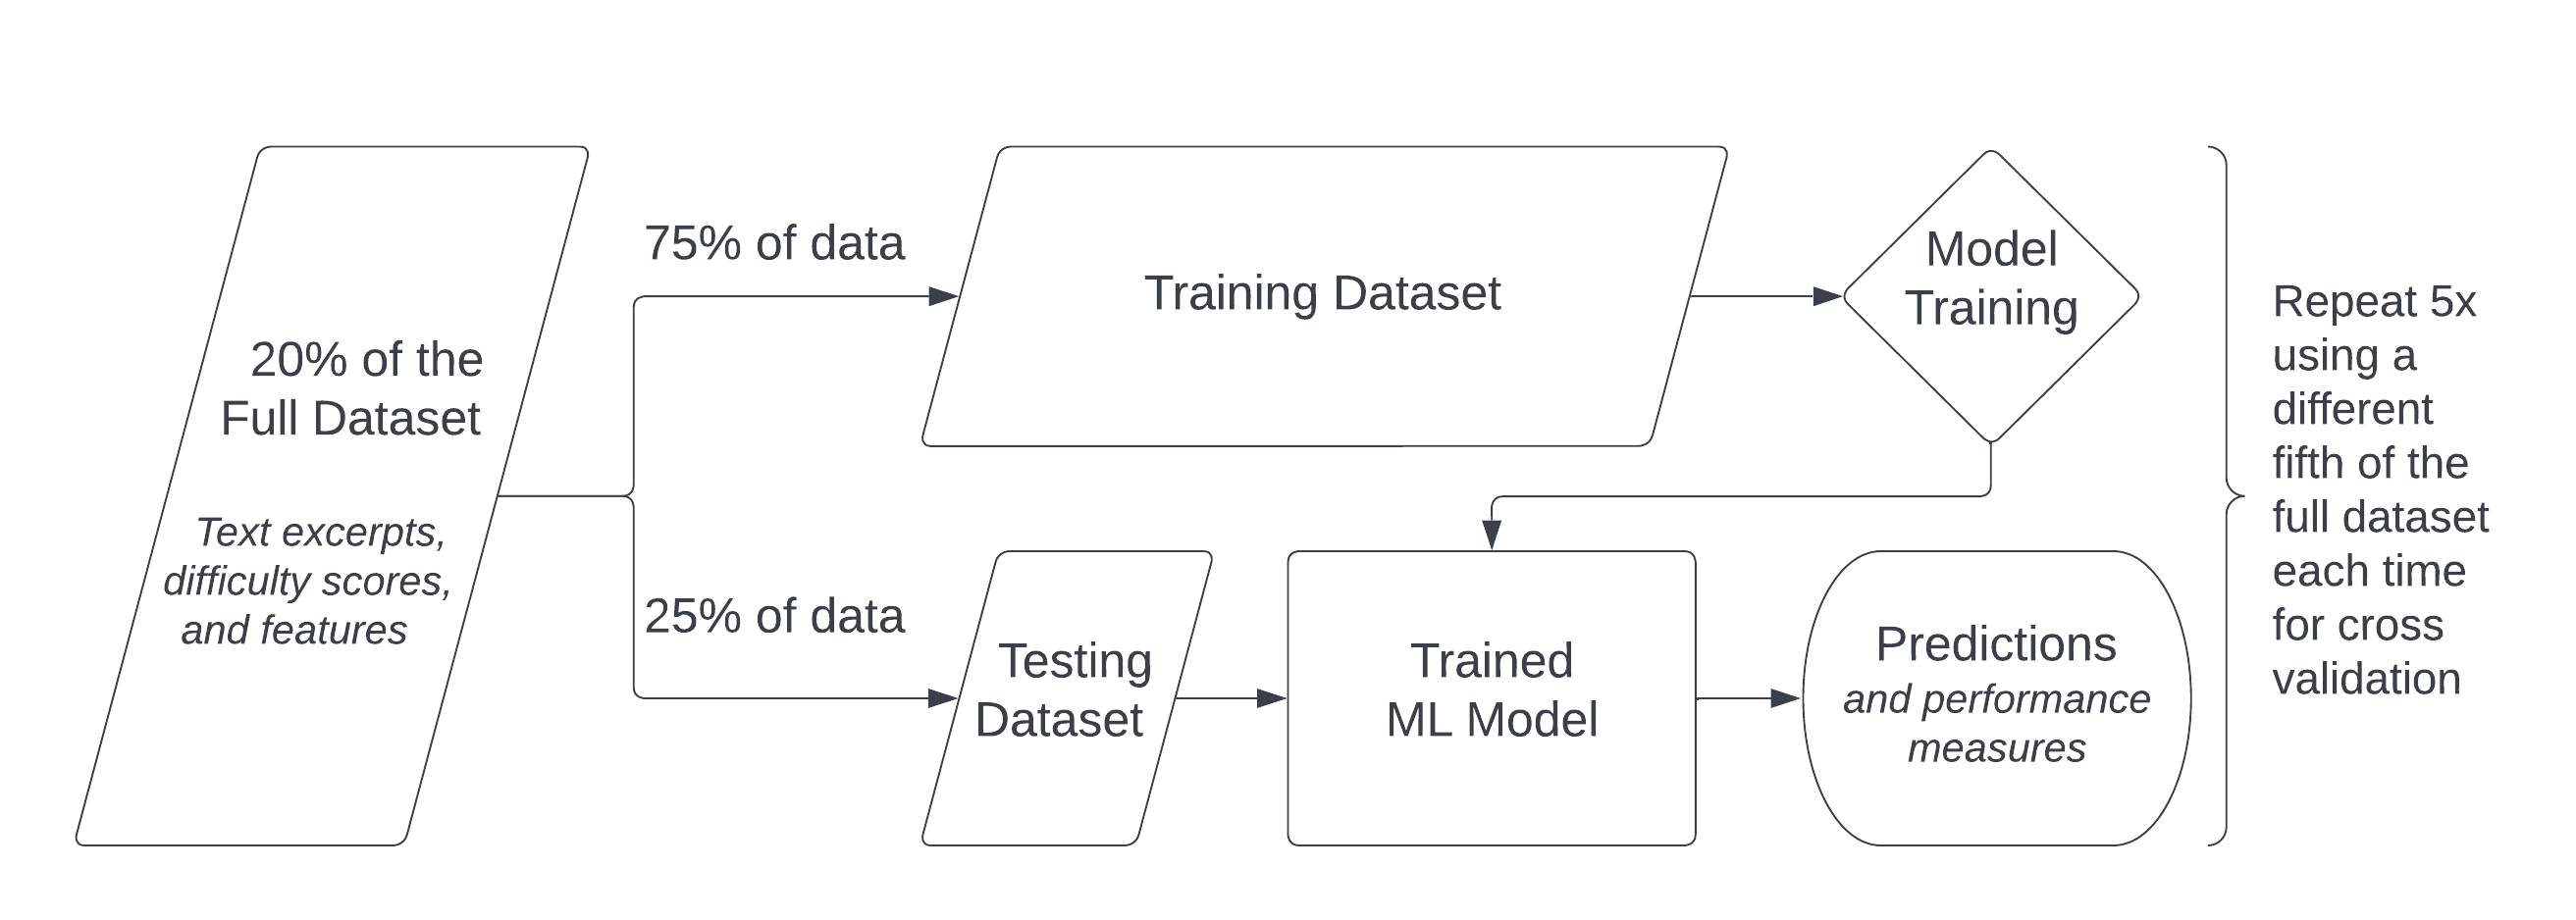 20% of the
Full Dataset
Text excerpts,
difficulty scores,
and features
75% of data
25% of data
Training Dataset
Model
Training
Testing
Dataset
Trained
ML Model
Predictions
and performance
measures
Repeat 5x
using a
different
fifth of the
full dataset
each time
for cross
validation